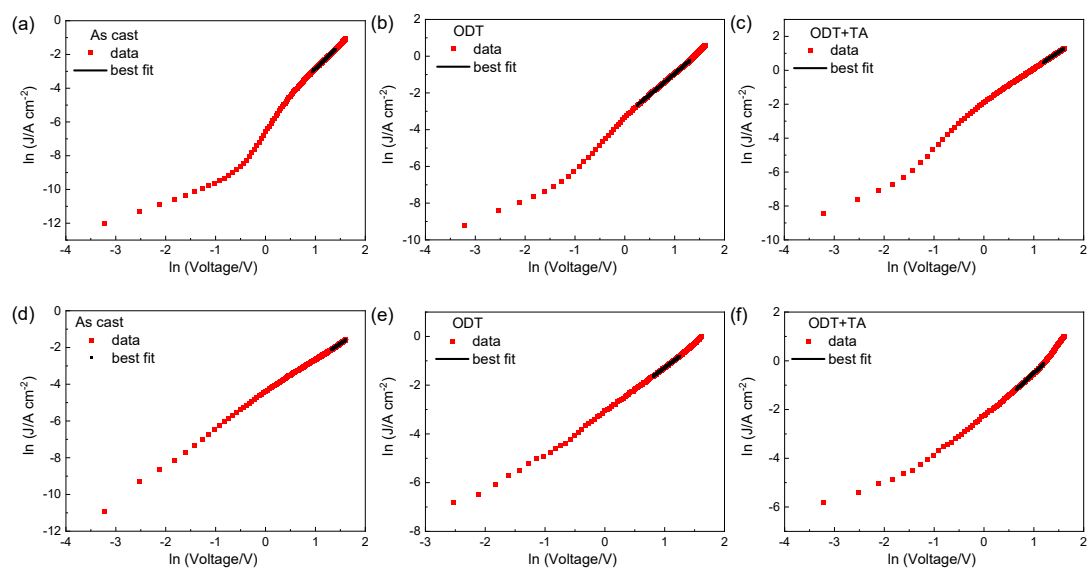 (a)
As cast
data
best fit
ln (J/A cm-2)
0
-2
-4
-6
-8
-10
-12
-4 -3 -2 -1 0 1 2
ln (Voltage/V)
(b)
ODT
data
best fit
ln (J/A cm-2)
2
0
-2
-4
-6
-8
-10
-4 -3 -2 -1 0 1 2
ln (Voltage/V)
(c)
ODT+TA
data
best fit
ln (J/A cm-2)
2
0
-2
-4
-6
-8
-10
-4 -3 -2 -1 0 1 2
ln (Voltage/V)
(d)
As cast
data
best fit
ln (J/A cm-2)
0
-2
-4
-6
-8
-10
-12
-4 -3 -2 -1 0 1 2
ln (Voltage/V)
(e)
ODT
data
best fit
ln (J/A cm-2)
0
-2
-4
-6
-8
-3 -2 -1 0 1 2
ln (Voltage/V)
(f)
ODT+TA
data
best fit
ln (J/A cm-2)
2
0
-2
-4
-6
-4 -3 -2 -1 0 1 2
ln (Voltage/V)